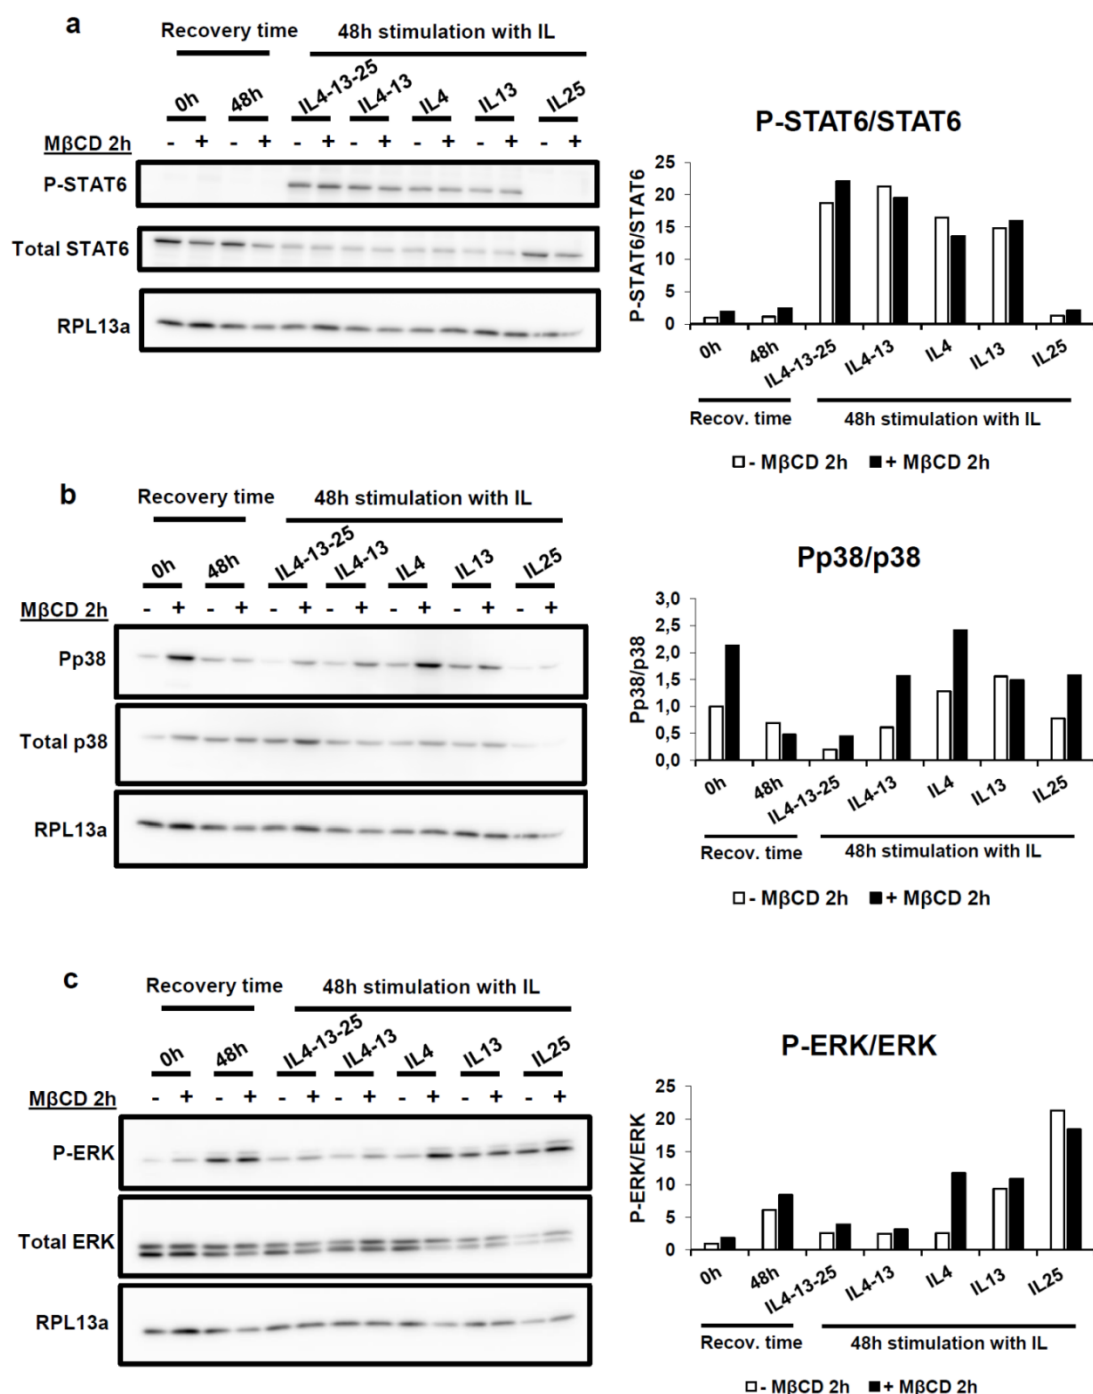 a
Recovery time
48h stimulation with IL
0h
48h
IL4-13-25
IL4-13
IL4
IL13
IL25
MβCD 2h
- + - + - + - + - + - + - +
P-STAT6
Total STAT6
RPL13a
P-STAT6/STAT6
P-STAT6/STAT6
25
20
15
10
5
0
0h
48h
IL4-13-25
IL4-13
IL4
IL13
IL25
Recov. time
48h stimulation with IL
- MβCD 2h
+ MβCD 2h
b
Recovery time
48h stimulation with IL
0h
48h
IL4-13-25
IL4-13
IL4
IL13
IL25
MβCD 2h
- + - + - + - + - + - + - +
Pp38
Total p38
RPL13a
Pp38/p38
Pp38/p38
3,0
2,5
2,0
1,5
1,0
0,5
0,0
0h
48h
IL4-13-25
IL4-13
IL4
IL13
IL25
Recov. time
48h stimulation with IL
- MβCD 2h
+ MβCD 2h
c
Recovery time
48h stimulation with IL
0h
48h
IL4-13-25
IL4-13
IL4
IL13
IL25
MβCD 2h
- + - + - + - + - + - + - +
P-ERK
Total ERK
RPL13a
P-ERK/ERK
P-ERK/ERK
25
20
15
10
5
0
0h
48h
IL4-13-25
IL4-13
IL4
IL13
IL25
Recov. time
48h stimulation with IL
- MβCD 2h
+ MβCD 2h